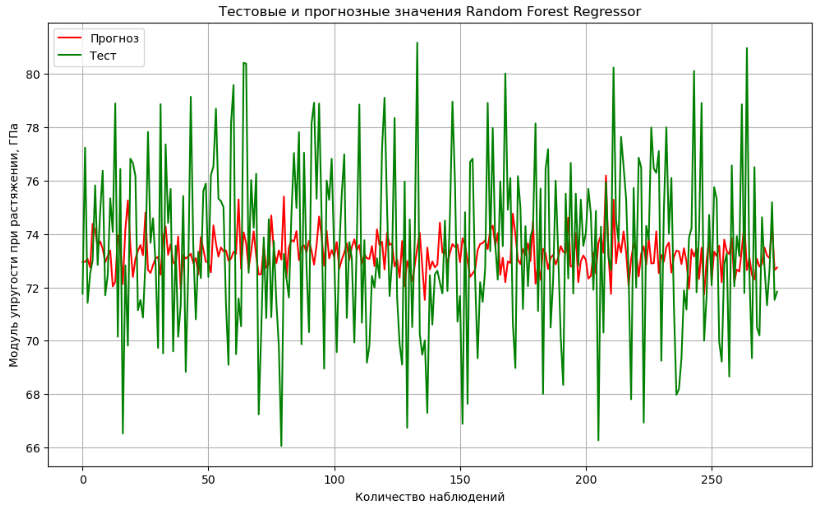 Тестовые и прогнозные значения Random Forest Regressor
Прогноз
Тест
Модуль упругости при растяжении, ГПа
80
78
76
74
72
70
68
66
0
50
100
150
200
250
Количество наблюдений